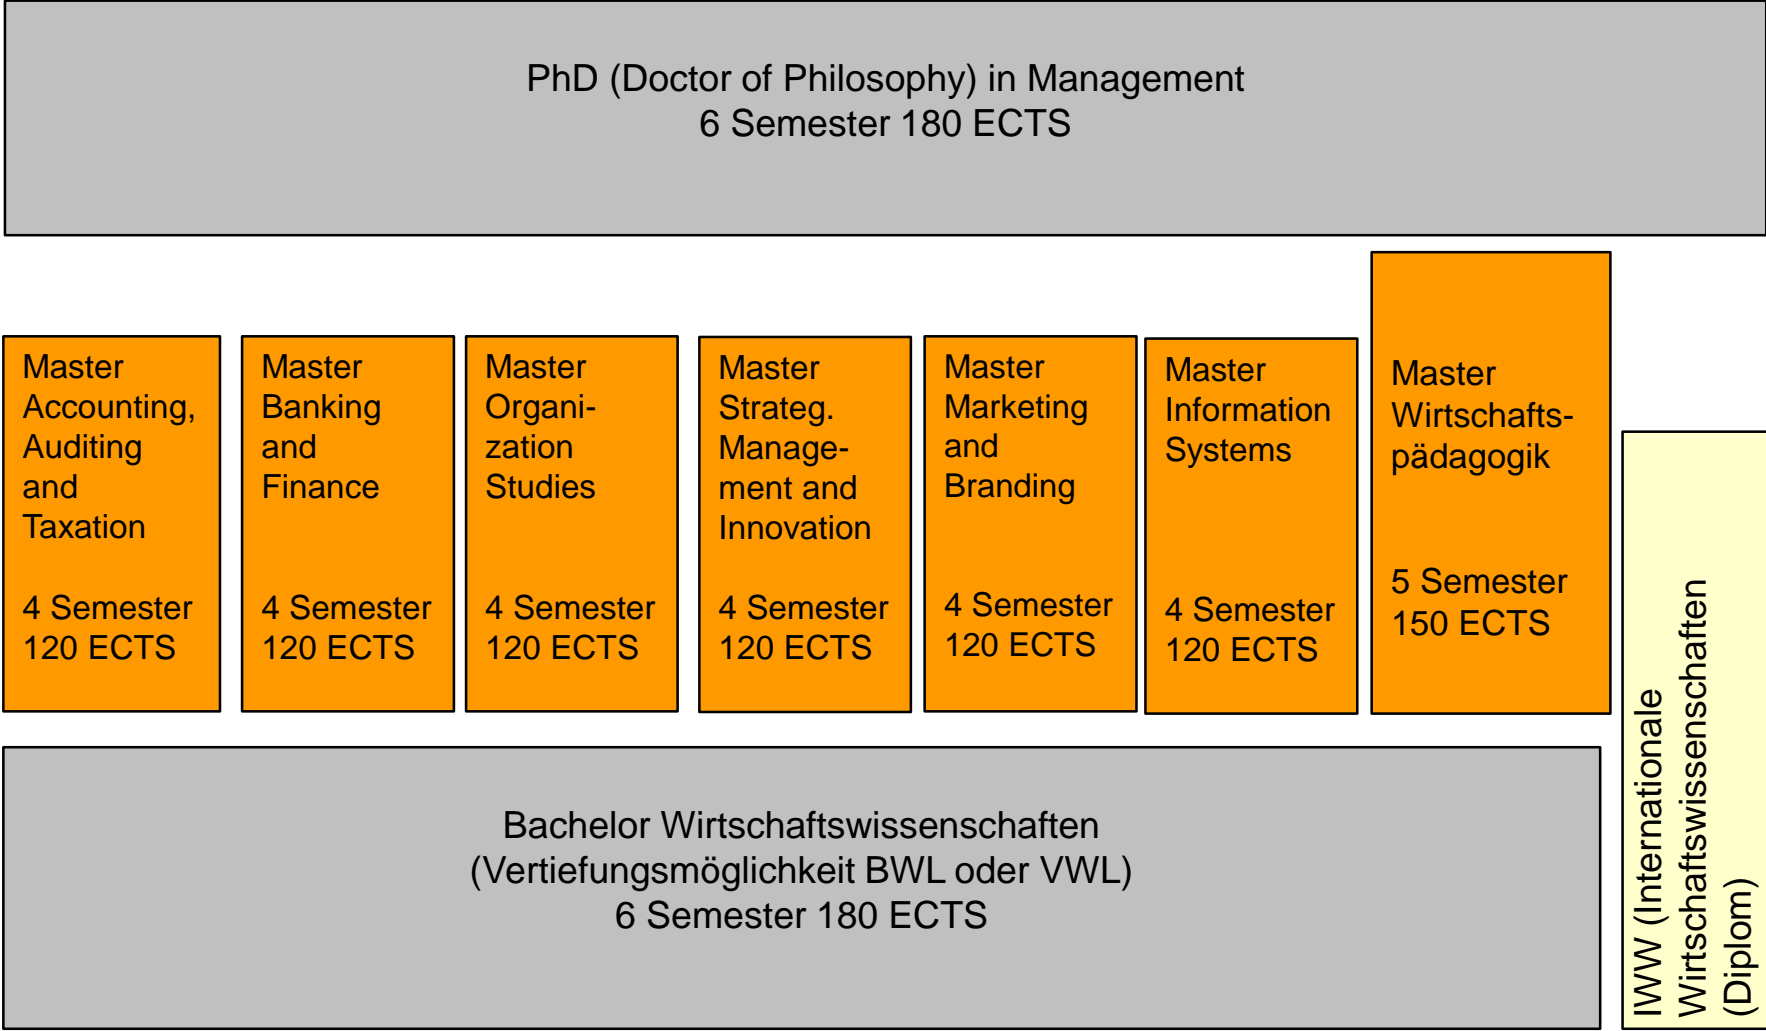 PhD (Doctor of Philosophy) in Management
6 Semester 180 ECTS
Master
Accounting,
Auditing
and
Taxation
4 Semester
120 ECTS
Master
Banking
and
Finance
4 Semester
120 ECTS
Master
Organi-
zation
Studies
4 Semester
120 ECTS
Master
Strateg.
Manage-
ment and
Innovation
4 Semester
120 ECTS
Master
Marketing
and
Branding
4 Semester
120 ECTS
Master
Information
Systems
4 Semester
120 ECTS
Master
Wirtschafts-
pädagogik
5 Semester
150 ECTS
IWW (Internationale
Wirtschaftswissenschaften
(Diplom)
Bachelor Wirtschaftswissenschaften
(Vertiefungsmöglichkeit BWL oder VWL)
6 Semester 180 ECTS